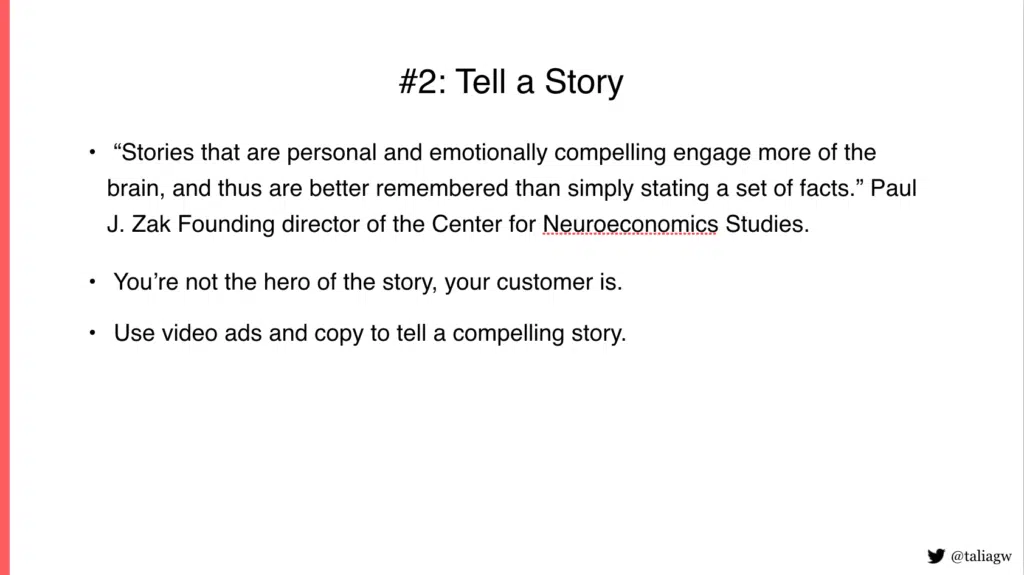 #2: Tell a Story
• “Stories that are personal and emotionally compelling engage more of the
brain, and thus are better remembered than simply stating a set of facts.” Paul
J. Zak Founding director of the Center for Neuroeconomics Studies.
• You’re not the hero of the story, your customer is.
• Use video ads and copy to tell a compelling story.
@taliagw